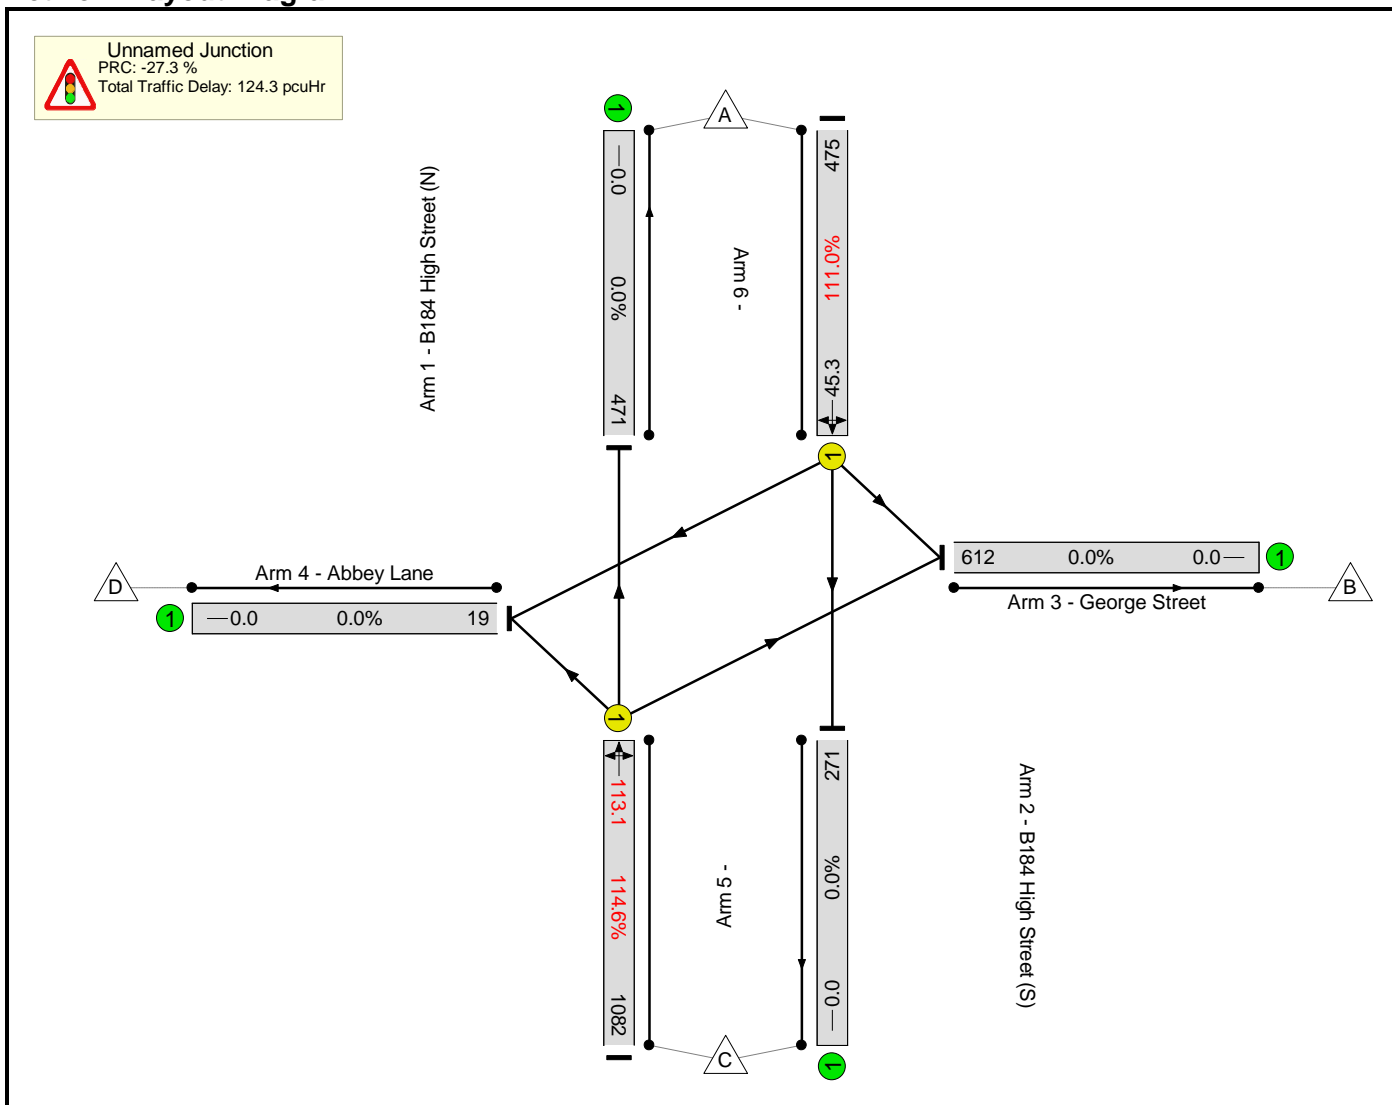 Unnamed Junction
PRC: -27.3 %
Total Traffic Delay: 124.3 pcuHr
1
A
475
0.0
Arm 1 - B184 High Street (N)
0.0%
Arm 6 -
111.0%
471
45.3
1
612 0.0% 0.0
1
D
Arm 4 - Abbey Lane
B
Arm 3 - George Street
1
0.0 0.0% 19
1
113.1
271
114.6%
Arm 5 -
0.0%
Arm 2 - B184 High Street (S)
1082
0.0
C
1